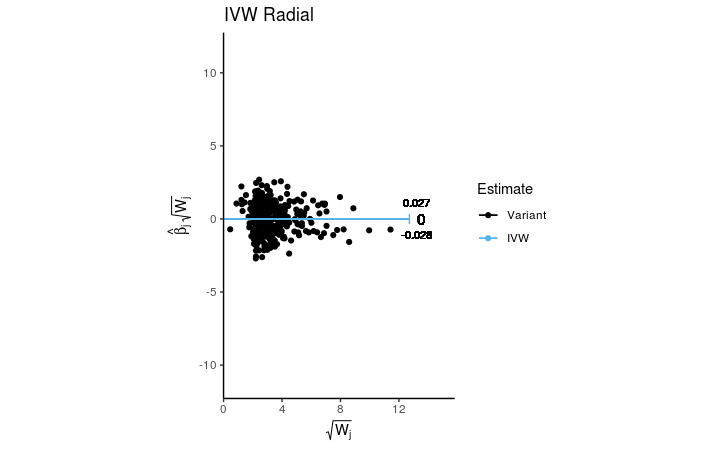 IVW Radial
10
5
0
-5
-10
β̂j√Wj
0.027
0
-0.028
0
4
8
12
√Wj
Estimate
Variant
IVW